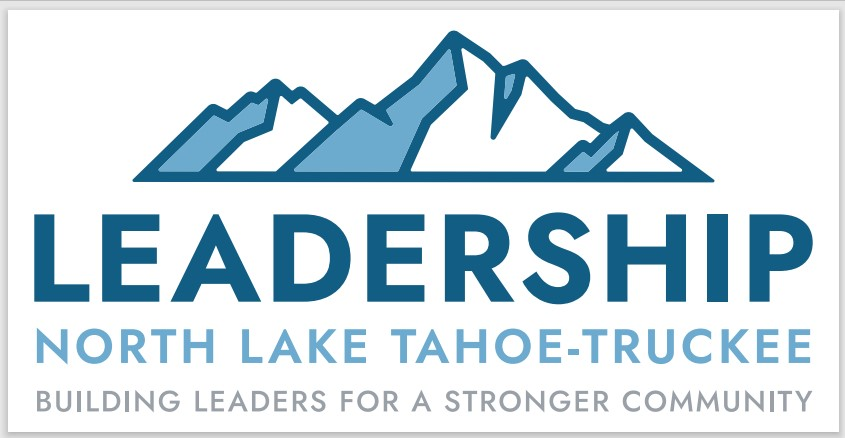 LEADERSHIP
NORTH LAKE TAHOE-TRUCKEE
BUILDING LEADERS FOR A STRONGER COMMUNITY